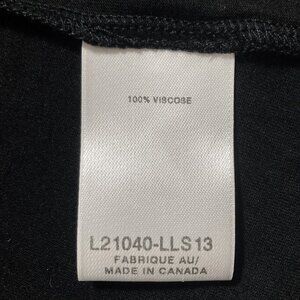 100% VISCOSE
L21040-LLS13
FABRIQUE AU/
MADE IN CANADA